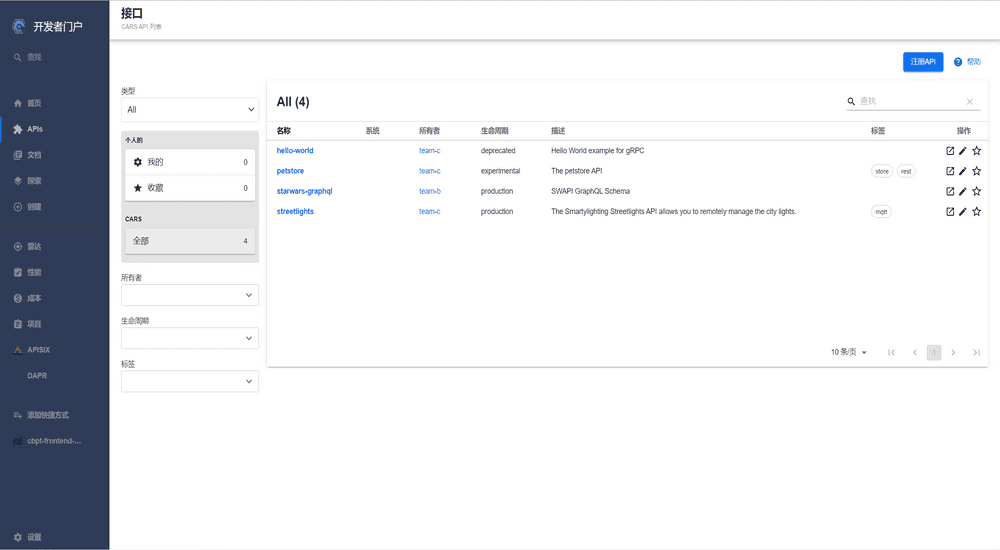 开发者门户
查找
首页
APIs
文档
探索
创建
雷达
性能
成本
项目
APISIX
DAPR
添加快捷方式
cbpt-frontend-...
设置
接口
CARS API 列表
注册API
帮助
类型
All
个人的
我的 0
收藏 0
CARS
全部 4
所有者
生命周期
标签
All (4)
查找
名称 系统 所有者 生命周期 描述 标签 操作
hello-world team-c deprecated Hello World example for gRPC
petstore team-c experimental The petstore API store rest
starwars-graphql team-b production SWAPI GraphQL Schema
streetlights team-c production The Smartylighting Streetlights API allows you to remotely manage the city lights. mqtt
10 条/页 1